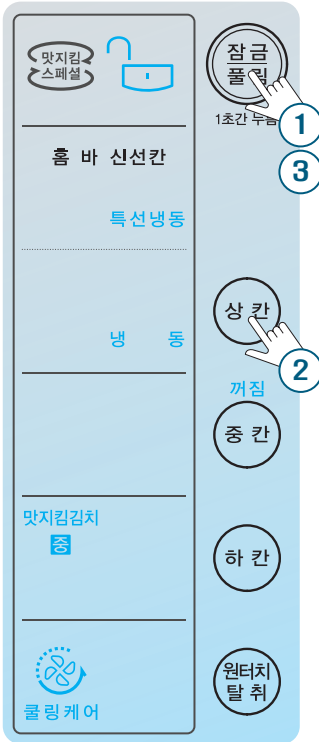 맛지킴
스페셜
잠금
풀림
1초간 누름
1
3
홈 바 신선칸
특선냉동
상 칸
냉 동
2
꺼짐
중 칸
맛지킴김치
중
하 칸
쿨링케어
원터치
탈 취